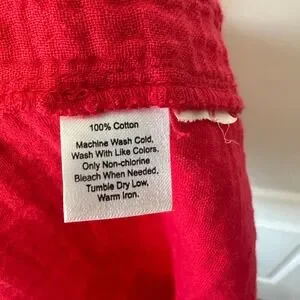 100% Cotton
Machine Wash Cold,
Wash With Like Colors,
Only Non-chlorine
Bleach When Needed,
Tumble Dry Low,
Warm Iron.